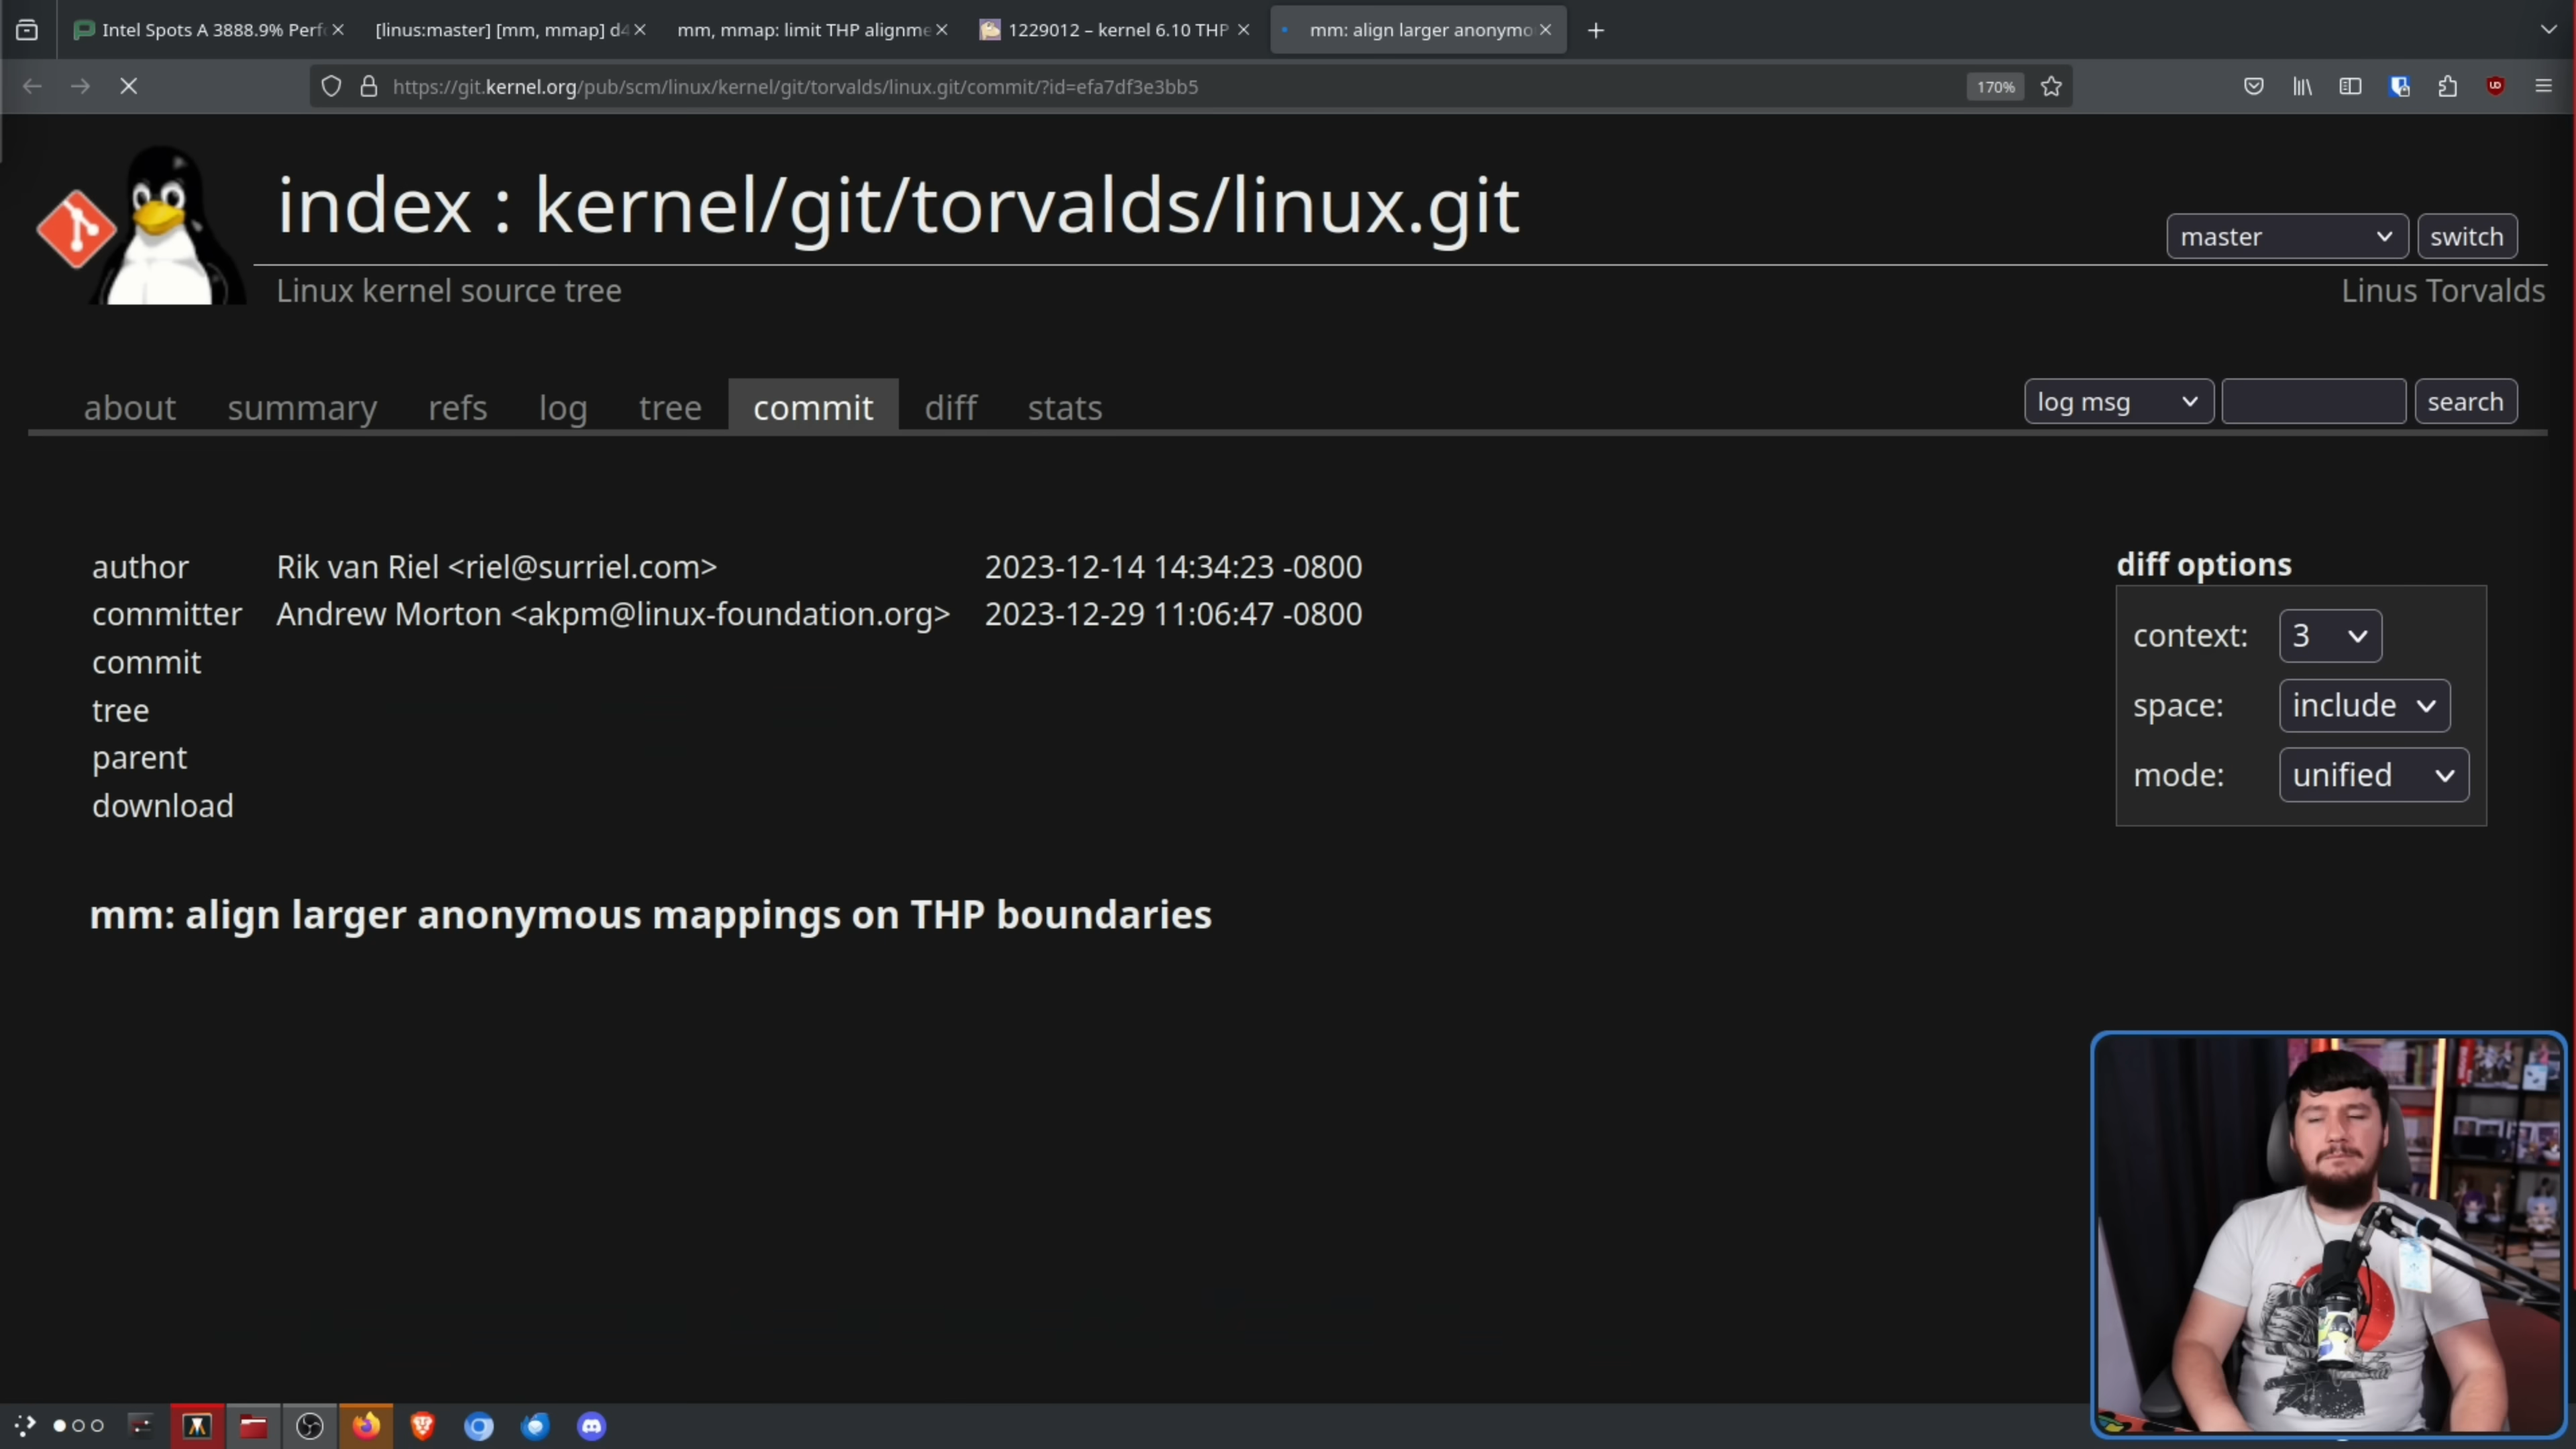 Intel Spots A 3888.9% Perf
[linus:master] [mm, mmap] d4
mm, mmap: limit THP alignme
1229012 – kernel 6.10 THP
mm: align larger anonymo
https://git.kernel.org/pub/scm/linux/kernel/git/torvalds/linux.git/commit/?id=efa7df3e3bb5
170%
index : kernel/git/torvalds/linux.git
master
switch
Linux kernel source tree
Linus Torvalds
about summary refs log tree commit diff stats
log msg
search
author Rik van Riel <riel@surriel.com> 2023-12-14 14:34:23 -0800
committer Andrew Morton <akpm@linux-foundation.org> 2023-12-29 11:06:47 -0800
commit
tree
parent
download
diff options
context: 3
space: include
mode: unified
mm: align larger anonymous mappings on THP boundaries